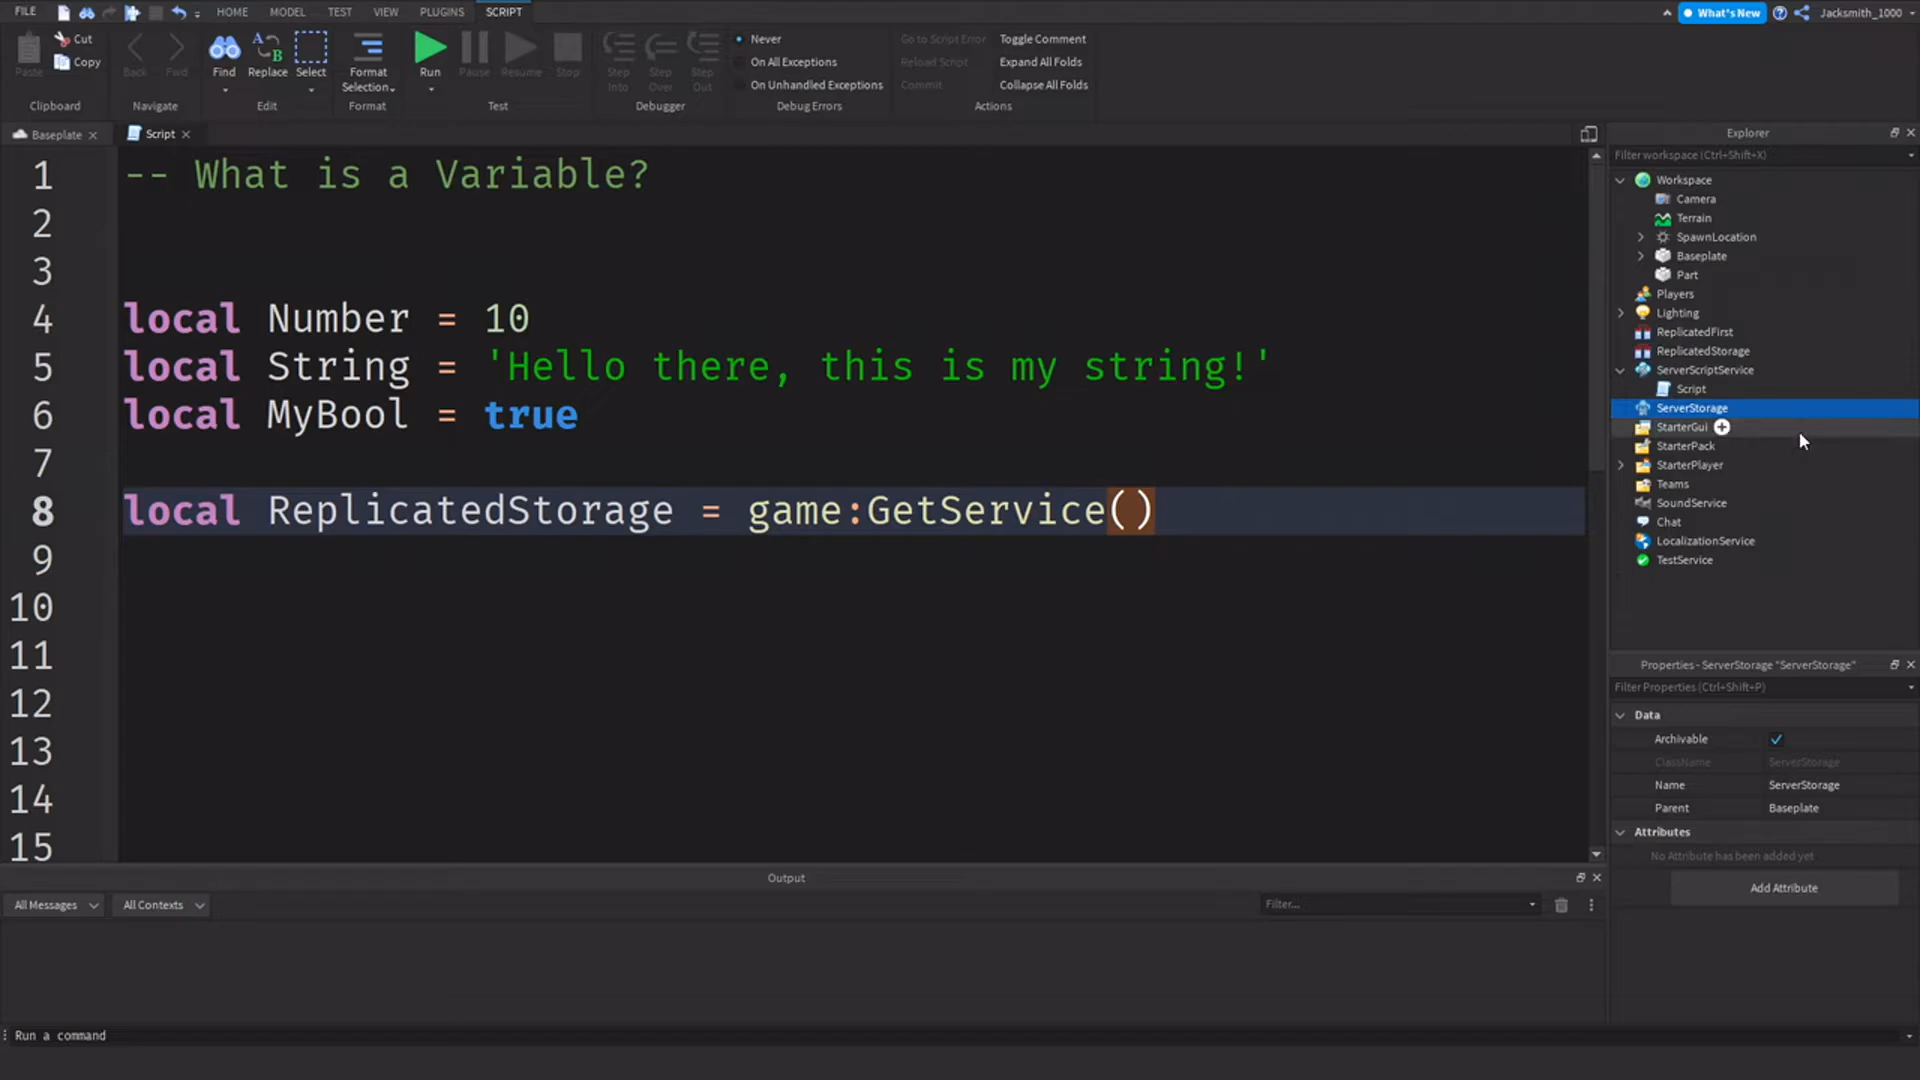 FILE HOME MODEL TEST VIEW PLUGINS SCRIPT What's New Jacksmith_1000
Paste Cut Copy Back Fwd Find Replace Select Format Selection Run Pause Resume Stop Step Into Step Over Step Out
Never
On All Exceptions
On Unhandled Exceptions
Go to Script Error
Reload Script
Commit
Toggle Comment
Expand All Folds
Collapse All Folds
Clipboard Navigate Edit Format Test Debugger Debug Errors Actions
Baseplate Script
1 -- What is a Variable?
2
3
4 local Number = 10
5 local String = 'Hello there, this is my string!'
6 local MyBool = true
7
8 local ReplicatedStorage = game:GetService()
9
10
11
12
13
14
15
Output
All Messages All Contexts Filter...
Run a command
Explorer
Filter workspace (Ctrl+Shift+X)
Workspace
Camera
Terrain
SpawnLocation
Baseplate
Part
Players
Lighting
ReplicatedFirst
ReplicatedStorage
ServerScriptService
Script
ServerStorage
StarterGui
StarterPack
StarterPlayer
Teams
SoundService
Chat
LocalizationService
TestService
Properties - ServerStorage "ServerStorage"
Filter Properties (Ctrl+Shift+P)
Data
Archivable
ClassName ServerStorage
Name ServerStorage
Parent Baseplate
Attributes
No Attribute has been added yet
Add Attribute